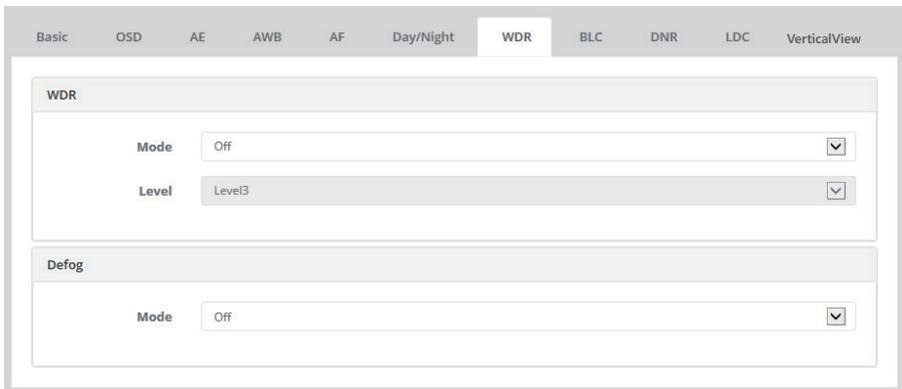 Basic OSD AE AWB AF Day/Night WDR BLC DNR LDC VerticalView
WDR
Mode Off
Level Level3
Defog
Mode Off